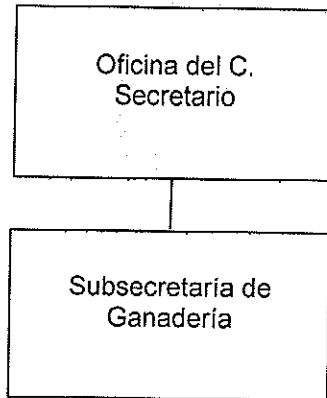 Oficina del C.
Secretario
Subsecretaría de
Ganadería